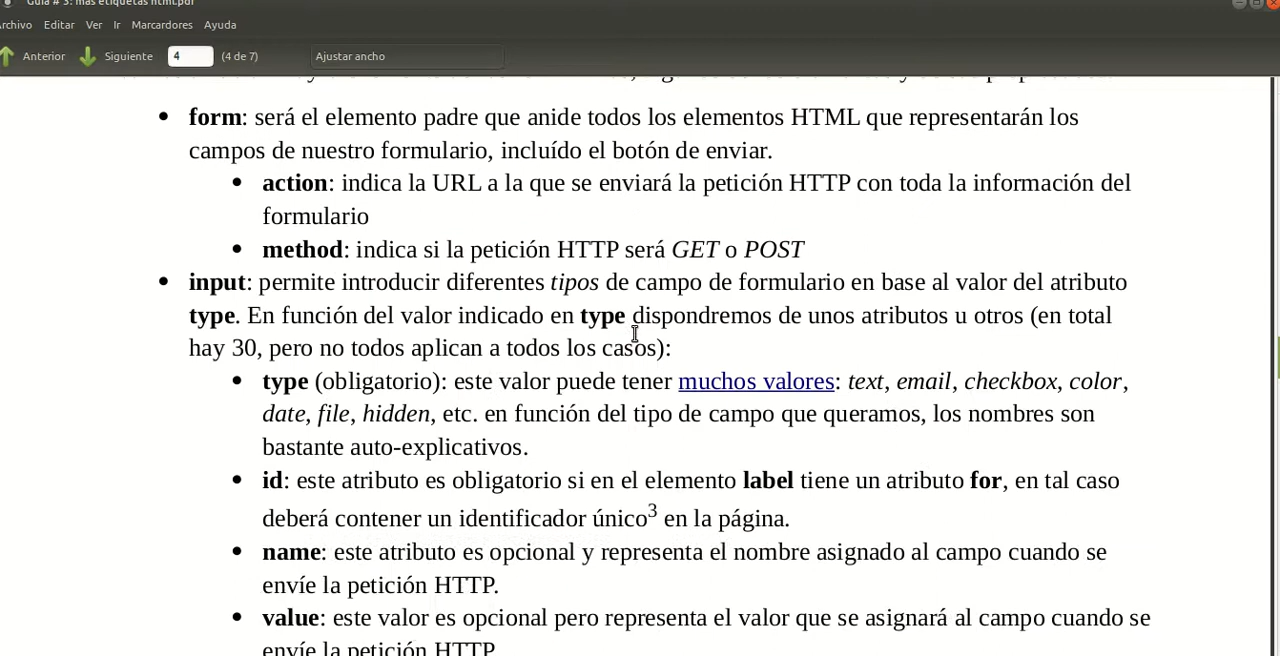 Guia # 3: mas etiquetas html.pdf
Archivo Editar Ver Ir Marcadores Ayuda
Anterior Siguiente 4 (4 de 7) Ajustar ancho
form: será el elemento padre que anide todos los elementos HTML que representarán los
campos de nuestro formulario, incluído el botón de enviar.
action: indica la URL a la que se enviará la petición HTTP con toda la información del
formulario
method: indica si la petición HTTP será GET o POST
input: permite introducir diferentes tipos de campo de formulario en base al valor del atributo
type. En función del valor indicado en type dispondremos de unos atributos u otros (en total
hay 30, pero no todos aplican a todos los casos):
type (obligatorio): este valor puede tener muchos valores: text, email, checkbox, color,
date, file, hidden, etc. en función del tipo de campo que queramos, los nombres son
bastante auto-explicativos.
id: este atributo es obligatorio si en el elemento label tiene un atributo for, en tal caso
deberá contener un identificador único3 en la página.
name: este atributo es opcional y representa el nombre asignado al campo cuando se
envíe la petición HTTP.
value: este valor es opcional pero representa el valor que se asignará al campo cuando se
envíe la petición HTTP.